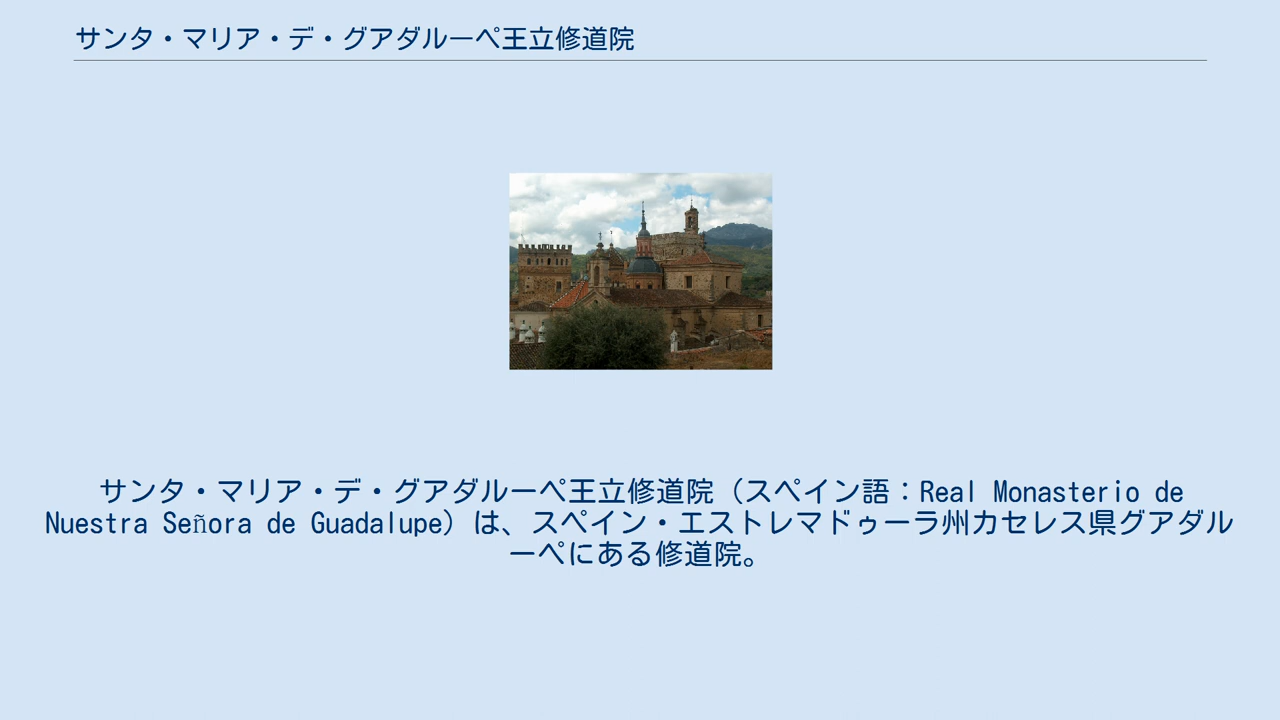 サンタ・マリア・デ・グアダルーペ王立修道院
サンタ・マリア・デ・グアダルーペ王立修道院（スペイン語：Real Monasterio de
Nuestra Señora de Guadalupe）は、スペイン・エストレマドゥーラ州カセレス県グアダル
ーペにある修道院。